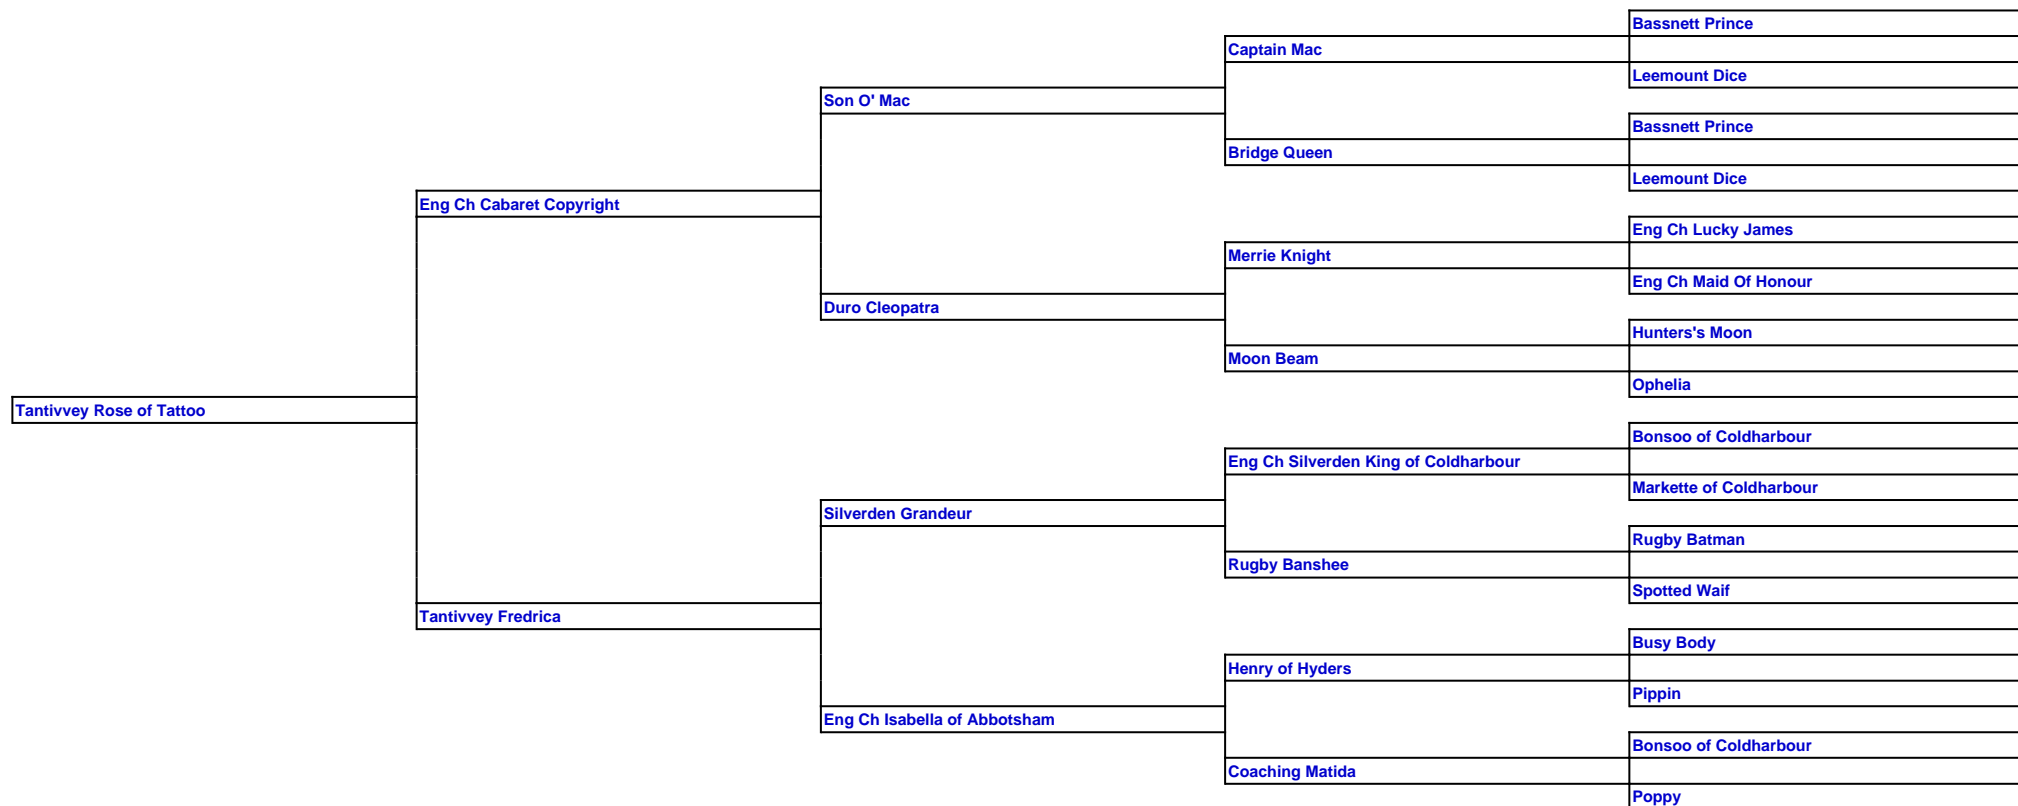 Bassnett Prince
Captain Mac
Leemount Dice
Son O' Mac
Bassnett Prince
Bridge Queen
Leemount Dice
Eng Ch Cabaret Copyright
Eng Ch Lucky James
Merrie Knight
Eng Ch Maid Of Honour
Duro Cleopatra
Hunters's Moon
Moon Beam
Ophelia
Tantivvey Rose of Tattoo
Bonsoo of Coldharbour
Eng Ch Silverden King of Coldharbour
Markette of Coldharbour
Silverden Grandeur
Rugby Batman
Rugby Banshee
Spotted Waif
Tantivvey Fredrica
Busy Body
Henry of Hyders
Pippin
Eng Ch Isabella of Abbotsham
Bonsoo of Coldharbour
Coaching Matida
Poppy